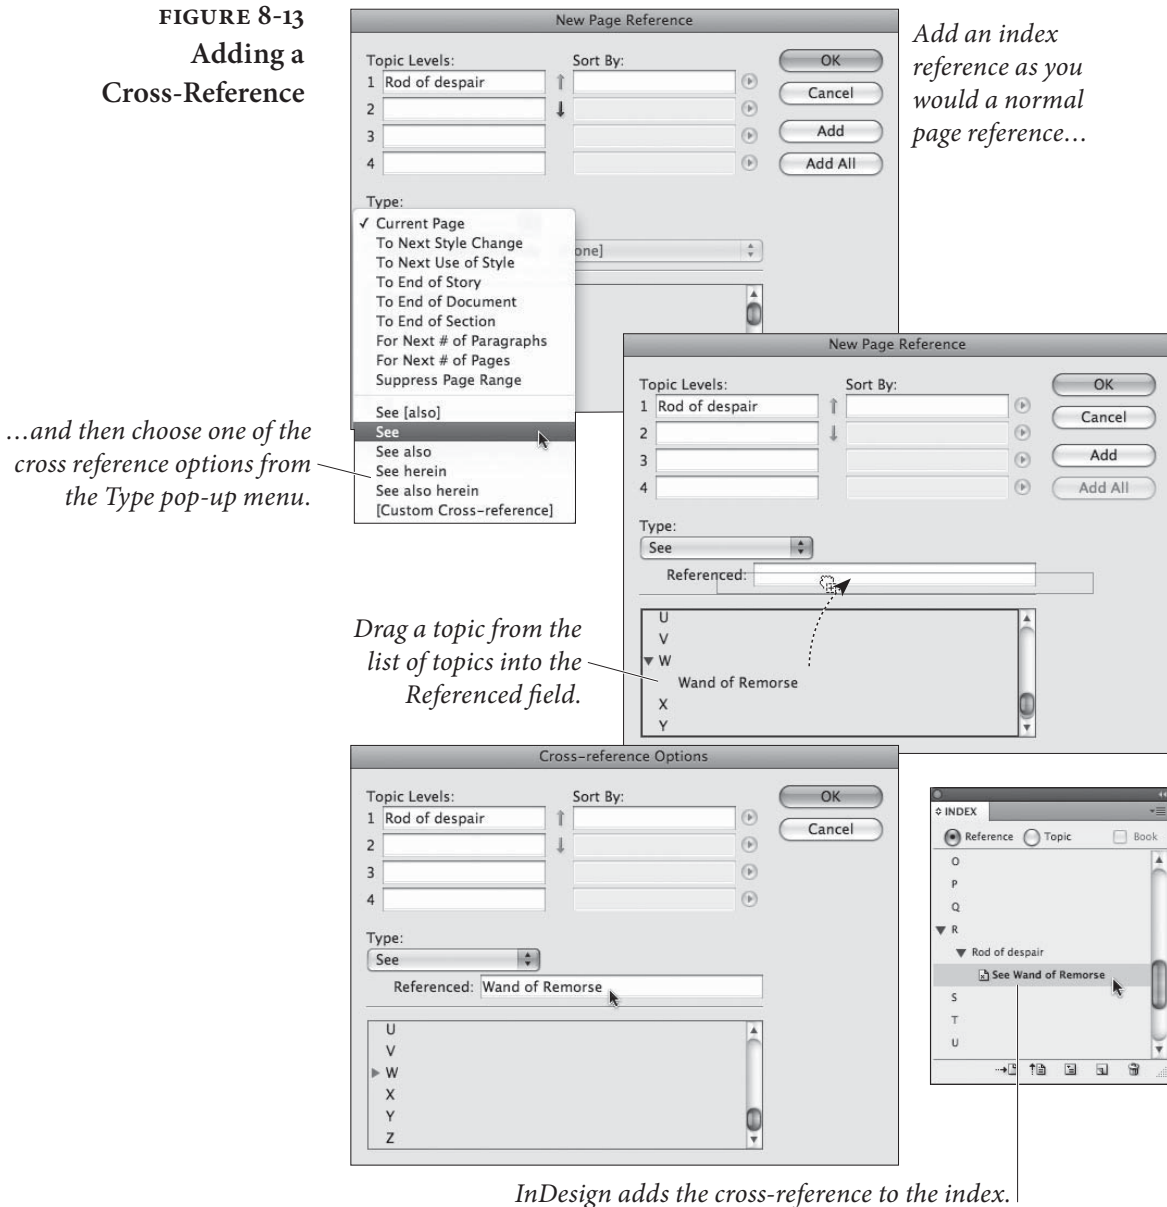 FIGURE 8-13
Adding a
Cross-Reference
New Page Reference
Topic Levels:
Sort By:
1 Rod of despair
2
3
4
OK
Cancel
Add
Add All
Add an index
reference as you
would a normal
page reference…
Type:
✓ Current Page
To Next Style Change
To Next Use of Style
one]
To End of Story
To End of Document
To End of Section
For Next # of Paragraphs
For Next # of Pages
Suppress Page Range
See [also]
See
See also
See herein
See also herein
[Custom Cross-reference]
…and then choose one of the
cross reference options from
the Type pop-up menu.
New Page Reference
Topic Levels:
Sort By:
1 Rod of despair
2
3
4
OK
Cancel
Add
Add All
Type:
See
Referenced:
U
V
W
Wand of Remorse
X
Y
Drag a topic from the
list of topics into the
Referenced field.
Cross-reference Options
Topic Levels:
Sort By:
1 Rod of despair
2
3
4
OK
Cancel
Type:
See
Referenced: Wand of Remorse
U
V
W
X
Y
Z
INDEX
Reference Topic Book
O
P
Q
R
Rod of despair
See Wand of Remorse
S
T
U
InDesign adds the cross-reference to the index.